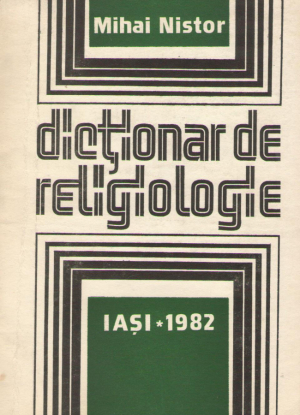 Mihai Nistor
dicționar de
religiologie
IAȘI * 1982